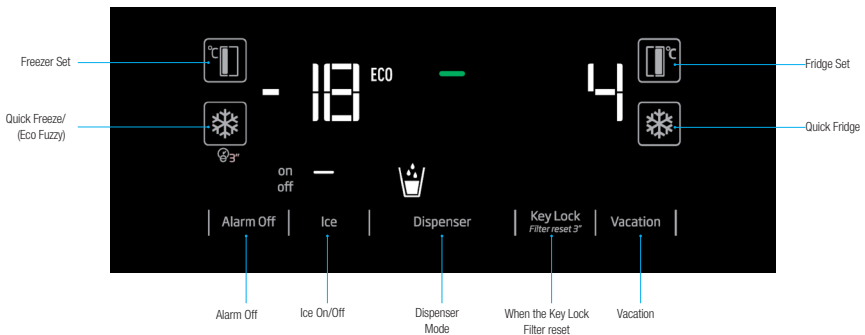 Freezer Set
°C
-18
ECO
4
°C
Fridge Set
Quick Freeze/
(Eco Fuzzy)
3"
Quick Fridge
on
off
Alarm Off
Ice
Dispenser
Key Lock
Filter reset 3"
Vacation
Alarm Off
Ice On/Off
Dispenser
Mode
When the Key Lock
Filter reset
Vacation